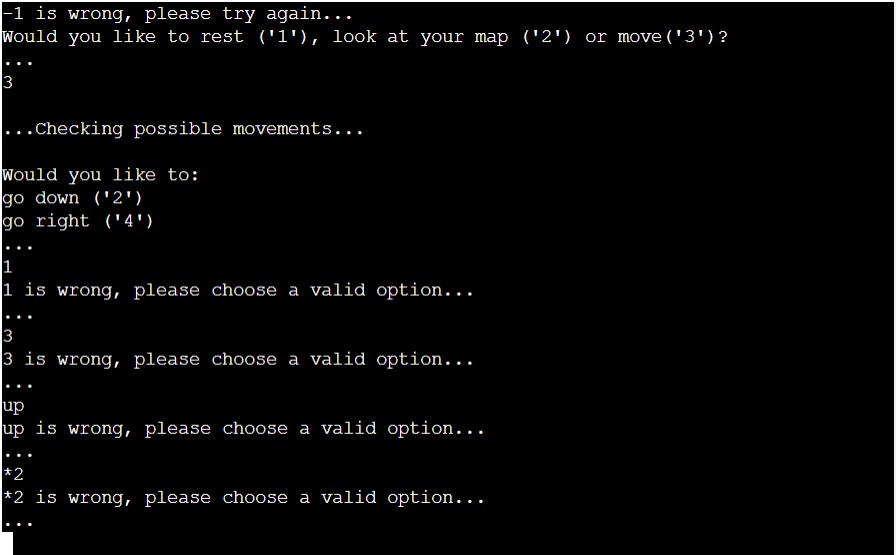 -1 is wrong, please try again...
Would you like to rest ('1'), look at your map ('2') or move('3')?
...
3
...Checking possible movements...
Would you like to:
go down ('2')
go right ('4')
...
1
1 is wrong, please choose a valid option...
...
3
3 is wrong, please choose a valid option...
...
up
up is wrong, please choose a valid option...
...
*2
*2 is wrong, please choose a valid option...
...